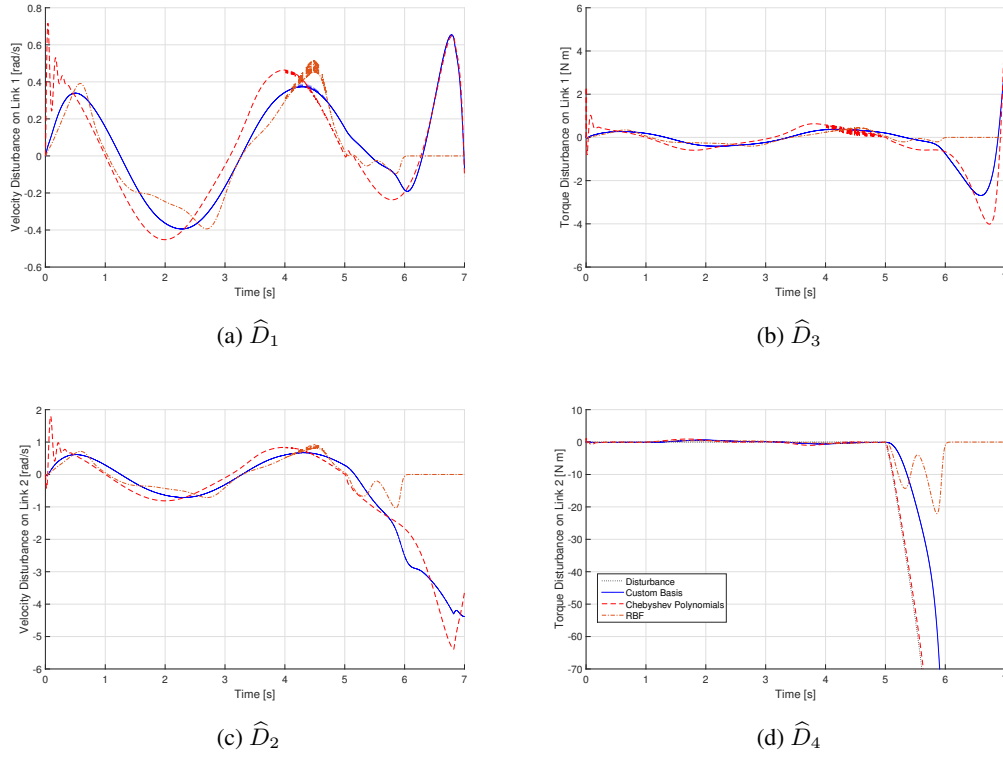 0.8
0.6
0.4
0.2
0
-0.2
-0.4
-0.6
Velocity Disturbance on Link 1 [rad/s]
0 1 2 3 4 5 6 7
Time [s]
(a) D̂₁
6
4
2
0
-2
-4
-6
Torque Disturbance on Link 1 [N m]
0 1 2 3 4 5 6 7
Time [s]
(b) D̂₃
2
1
0
-1
-2
-3
-4
-5
-6
Velocity Disturbance on Link 2 [rad/s]
0 1 2 3 4 5 6 7
Time [s]
(c) D̂₂
10
0
-10
-20
-30
-40
-50
-60
-70
Torque Disturbance on Link 2 [N m]
Disturbance
Custom Basis
Chebyshev Polynomials
RBF
0 1 2 3 4 5 6 7
Time [s]
(d) D̂₄